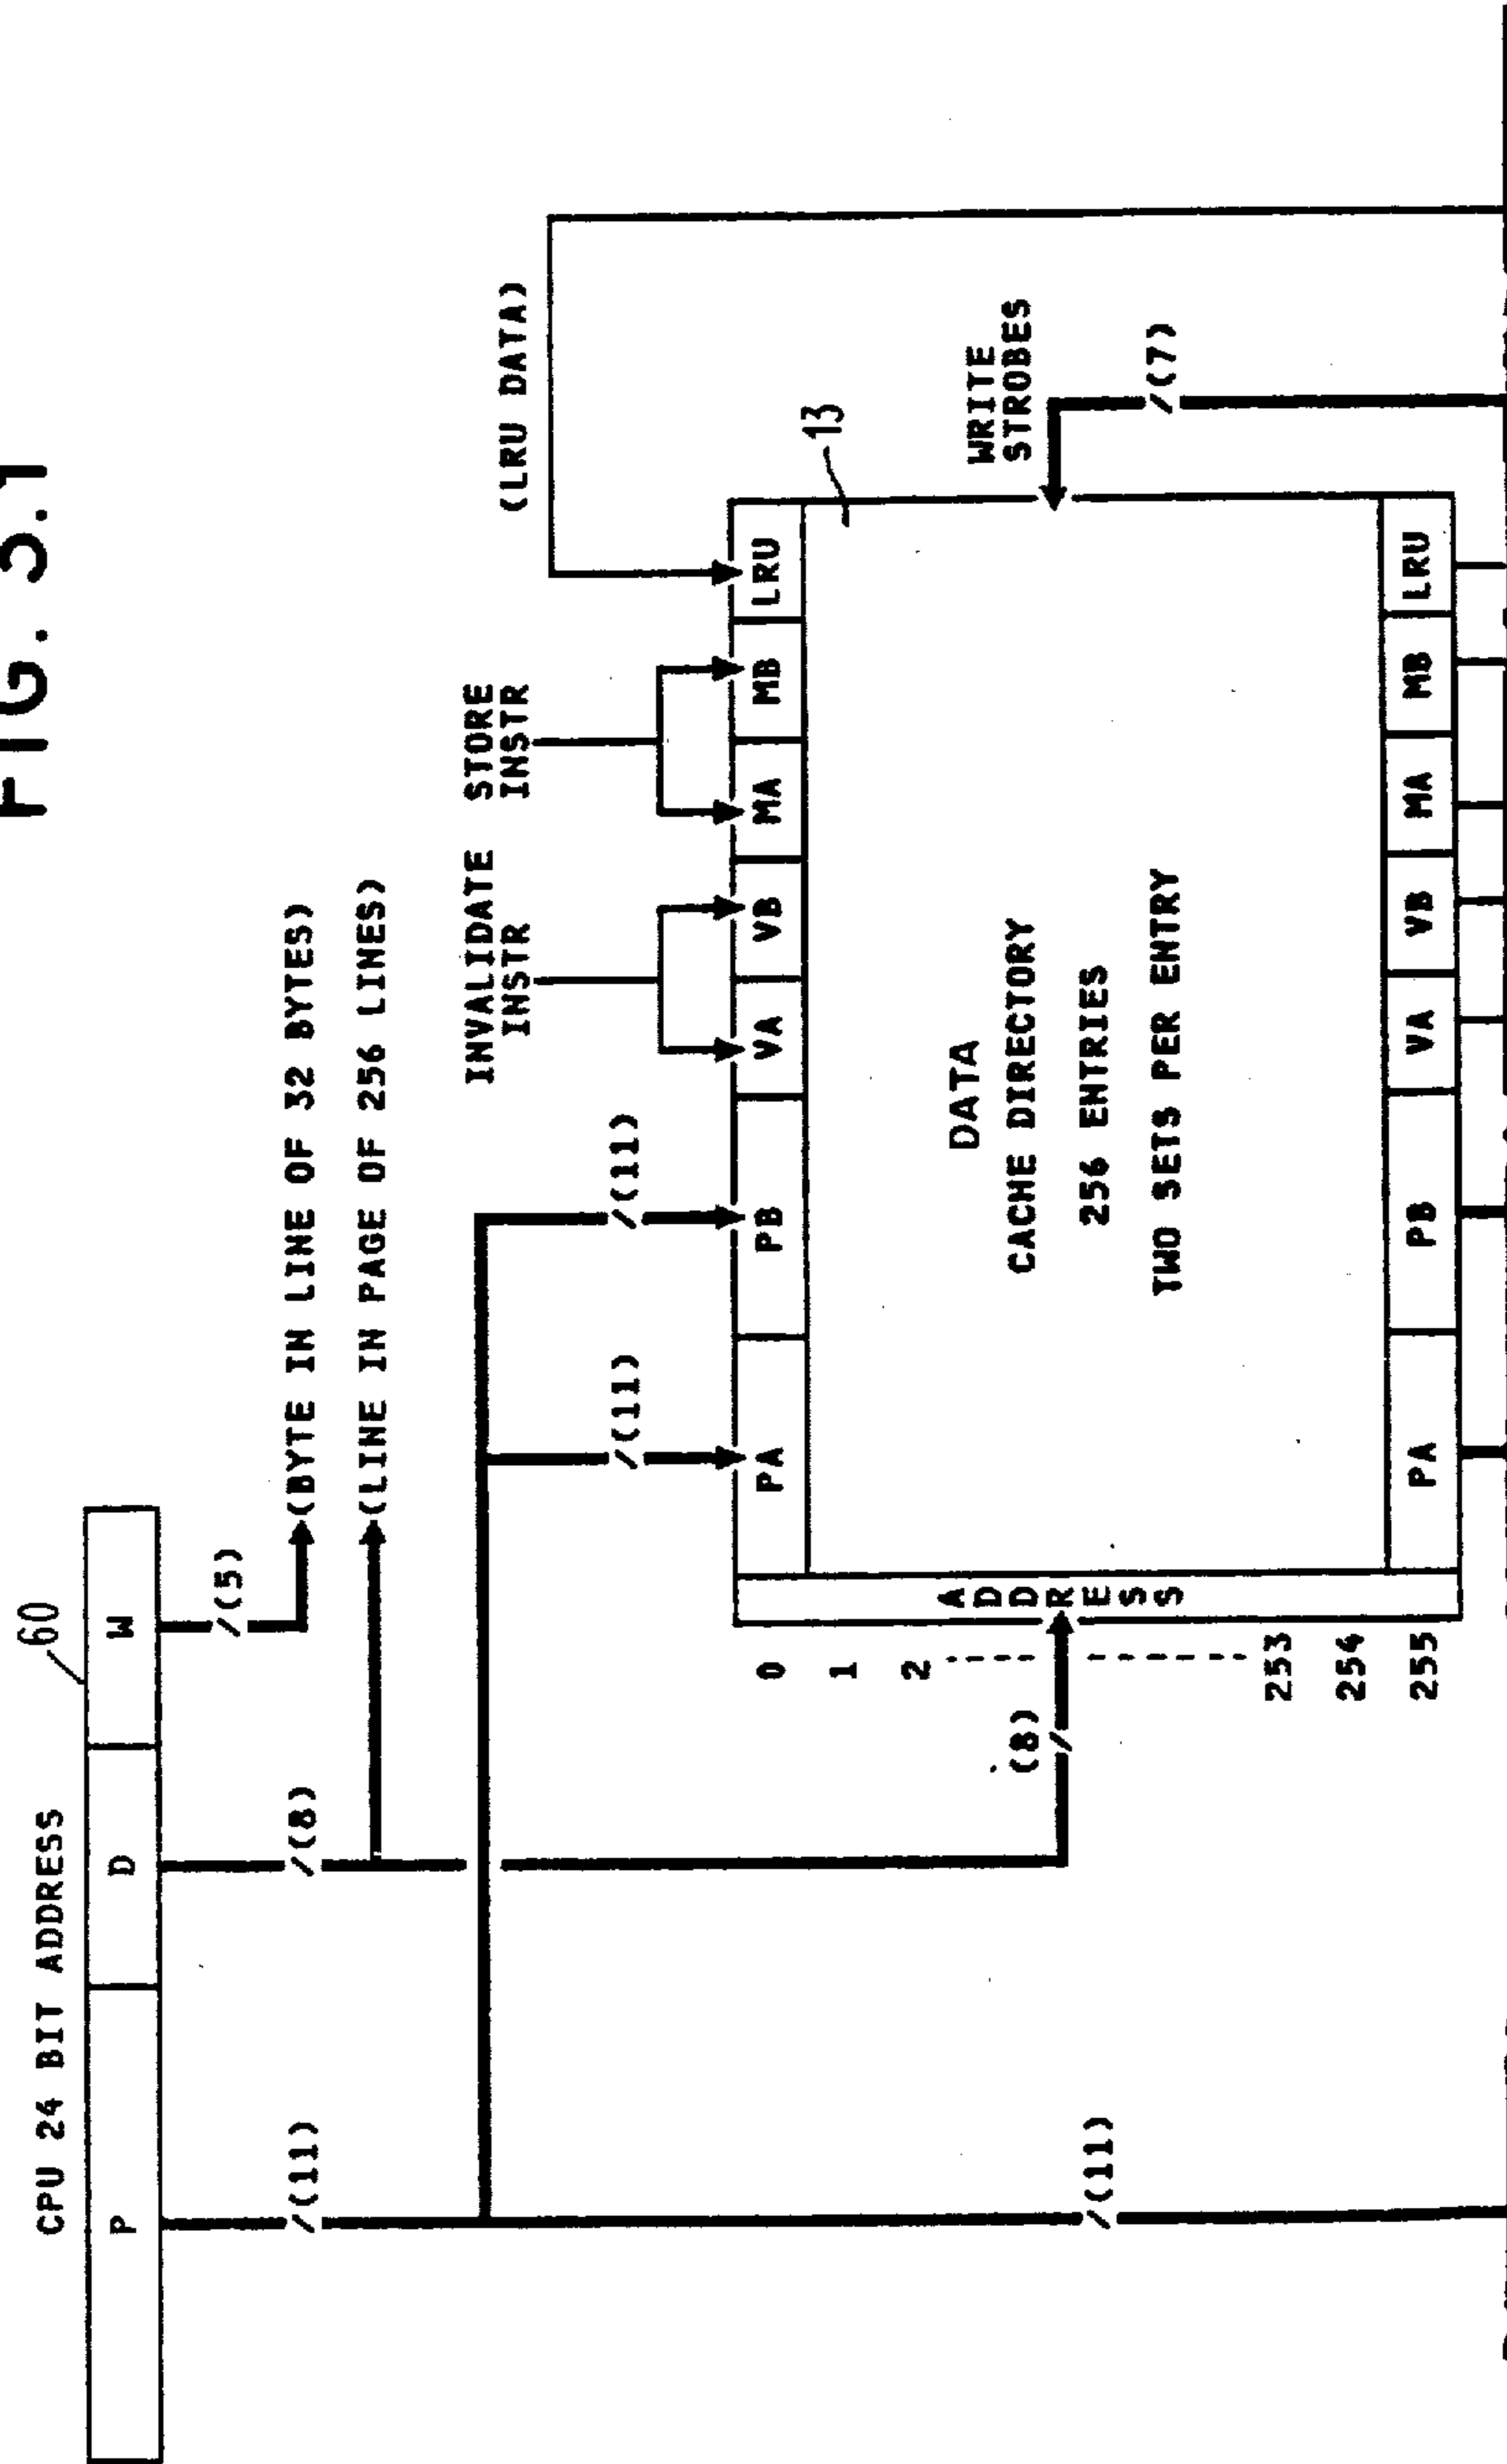 FIG.
CPU 24 BIT ADDRESS
60
P D W
/(11) /(8) /(5)
(BYTE IN LINE OF 32 BYTES)
(LINE IN PAGE OF 256 LINES)
INVALIDATE INSTR
STORE INSTR
(LRU DATA)
/(11) /(11)
PA PB VA VB MA MB LRU
13
0
1
2
253
254
255
(8)/
ADDRESS
DATA
CACHE DIRECTORY
256 ENTRIES
TWO SETS PER ENTRY
WRITE
STROBES
/(7)
/(11)
PA PB VA VB MA MB LRU